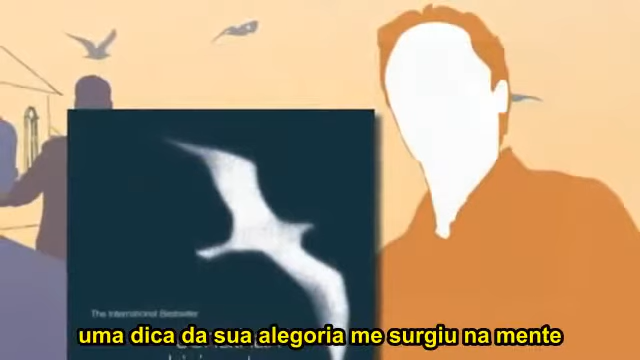 The International Bestseller
uma dica da sua alegoria me surgiu na mente